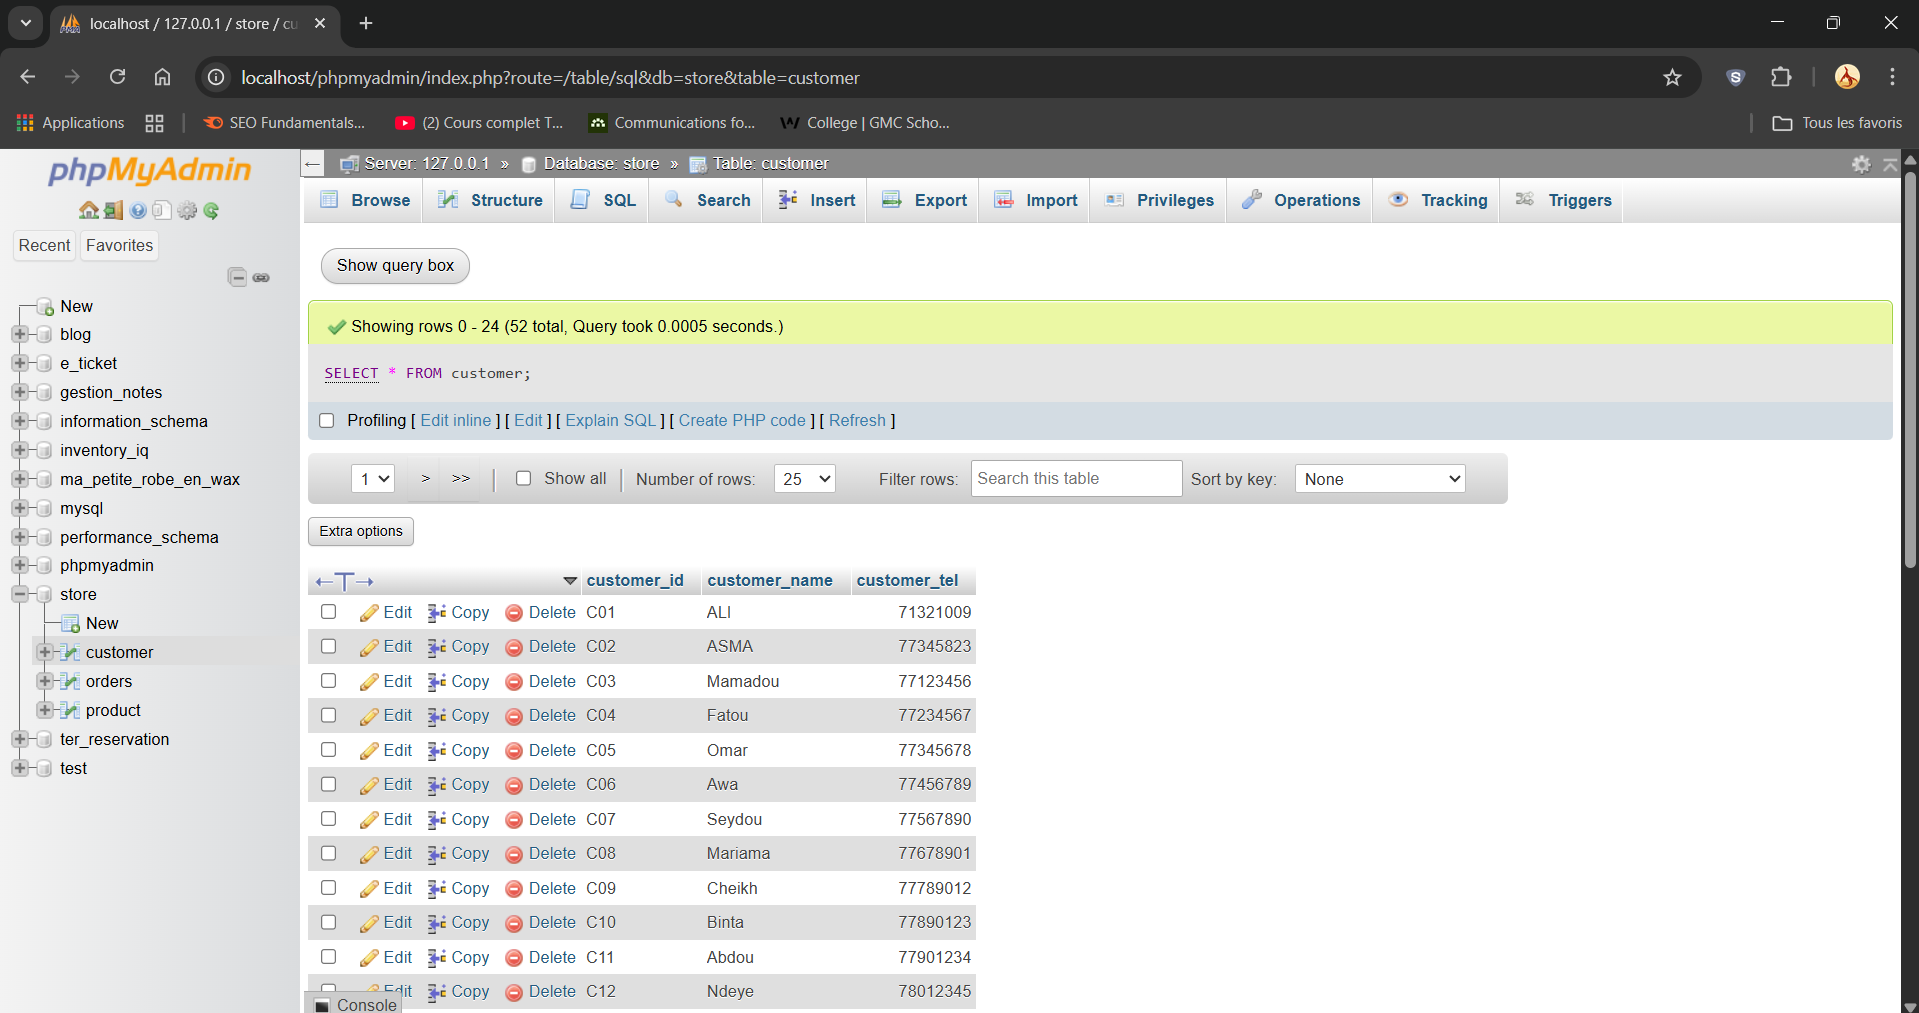 localhost / 127.0.0.1 / store / cu
localhost/phpmyadmin/index.php?route=/table/sql&db=store&table=customer
Applications SEO Fundamentals... (2) Cours complet T... Communications fo... College | GMC Scho... Tous les favoris
phpMyAdmin
Recent Favorites
New
blog
e_ticket
gestion_notes
information_schema
inventory_iq
ma_petite_robe_en_wax
mysql
performance_schema
phpmyadmin
store
New
customer
orders
product
ter_reservation
test
Server: 127.0.0.1 » Database: store » Table: customer
Browse Structure SQL Search Insert Export Import Privileges Operations Tracking Triggers
Show query box
Showing rows 0 - 24 (52 total, Query took 0.0005 seconds.)
SELECT * FROM customer;
Profiling [ Edit inline ] [ Edit ] [ Explain SQL ] [ Create PHP code ] [ Refresh ]
1 > >> | Show all | Number of rows: 25 Filter rows: Search this table Sort by key: None
Extra options
customer_id customer_name customer_tel
Edit Copy Delete C01 ALI 71321009
Edit Copy Delete C02 ASMA 77345823
Edit Copy Delete C03 Mamadou 77123456
Edit Copy Delete C04 Fatou 77234567
Edit Copy Delete C05 Omar 77345678
Edit Copy Delete C06 Awa 77456789
Edit Copy Delete C07 Seydou 77567890
Edit Copy Delete C08 Mariama 77678901
Edit Copy Delete C09 Cheikh 77789012
Edit Copy Delete C10 Binta 77890123
Edit Copy Delete C11 Abdou 77901234
Edit Copy Delete C12 Ndeye 78012345
Console